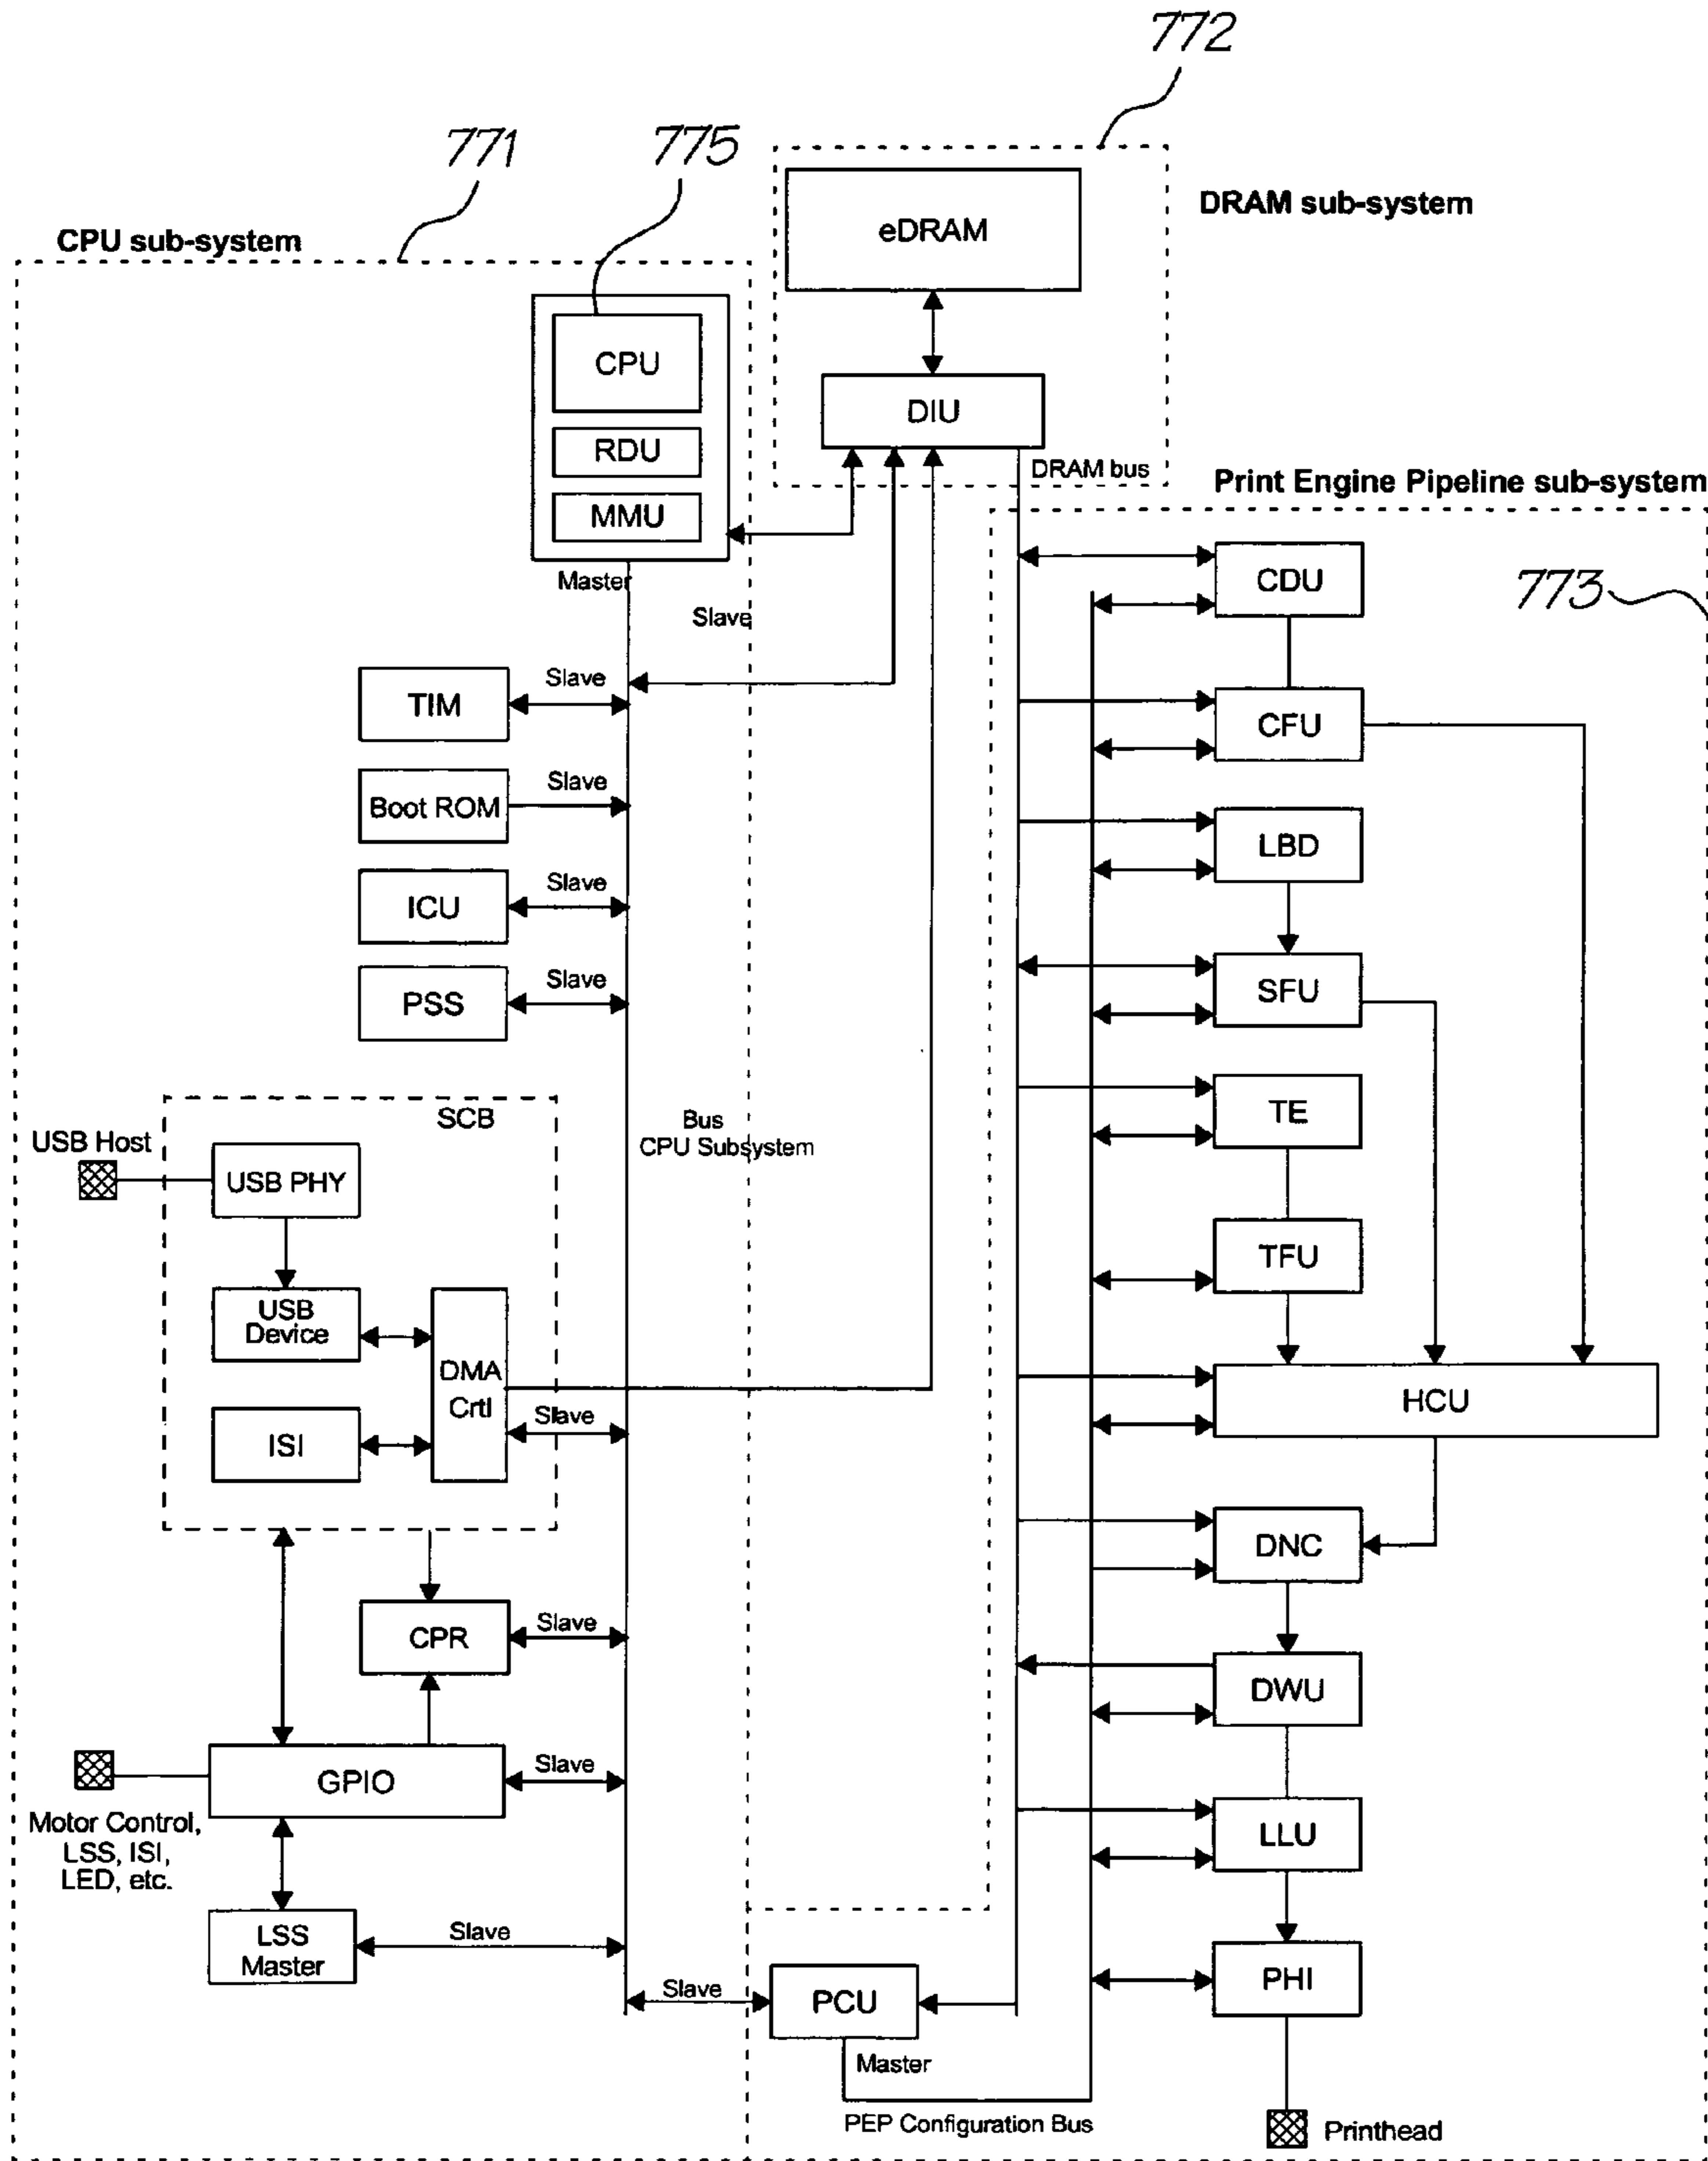 772
771
775
DRAM sub-system
CPU sub-system
eDRAM
CPU
DIU
RDU
DRAM bus
Print Engine Pipeline sub-system
MMU
Master
CDU
773
Slave
TIM
Slave
CFU
Boot ROM
Slave
LBD
ICU
Slave
PSS
Slave
SFU
SCB
Bus
CPU Subsystem
TE
USB Host
USB PHY
TFU
USB
Device
DMA
Crtl
HCU
ISI
Slave
DNC
CPR
Slave
DWU
GPIO
Slave
Motor Control,
LSS, ISI,
LED, etc.
LLU
LSS
Master
Slave
PHI
Slave
PCU
Master
PEP Configuration Bus
Printhead